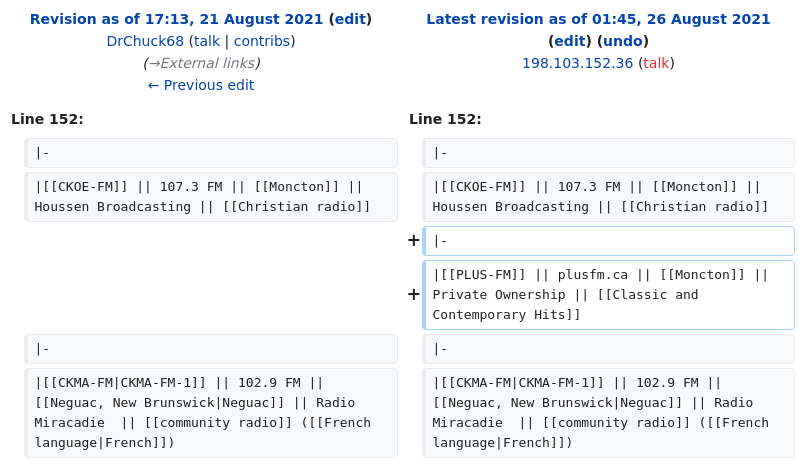 Revision as of 17:13, 21 August 2021 (edit)
DrChuck68 (talk | contribs)
(→External links)
← Previous edit
Latest revision as of 01:45, 26 August 2021
(edit) (undo)
198.103.152.36 (talk)
Line 152:
Line 152:
|-
|-
|[[CKOE-FM]] || 107.3 FM || [[Moncton]] ||
Houssen Broadcasting || [[Christian radio]]
|[[CKOE-FM]] || 107.3 FM || [[Moncton]] ||
Houssen Broadcasting || [[Christian radio]]
+ |-
+ |[[PLUS-FM]] || plusfm.ca || [[Moncton]] ||
Private Ownership || [[Classic and
Contemporary Hits]]
|-
|-
|[[CKMA-FM|CKMA-FM-1]] || 102.9 FM ||
[[Neguac, New Brunswick|Neguac]] || Radio
Miracadie  || [[community radio]] ([[French
language|French]])
|[[CKMA-FM|CKMA-FM-1]] || 102.9 FM ||
[[Neguac, New Brunswick|Neguac]] || Radio
Miracadie  || [[community radio]] ([[French
language|French]])